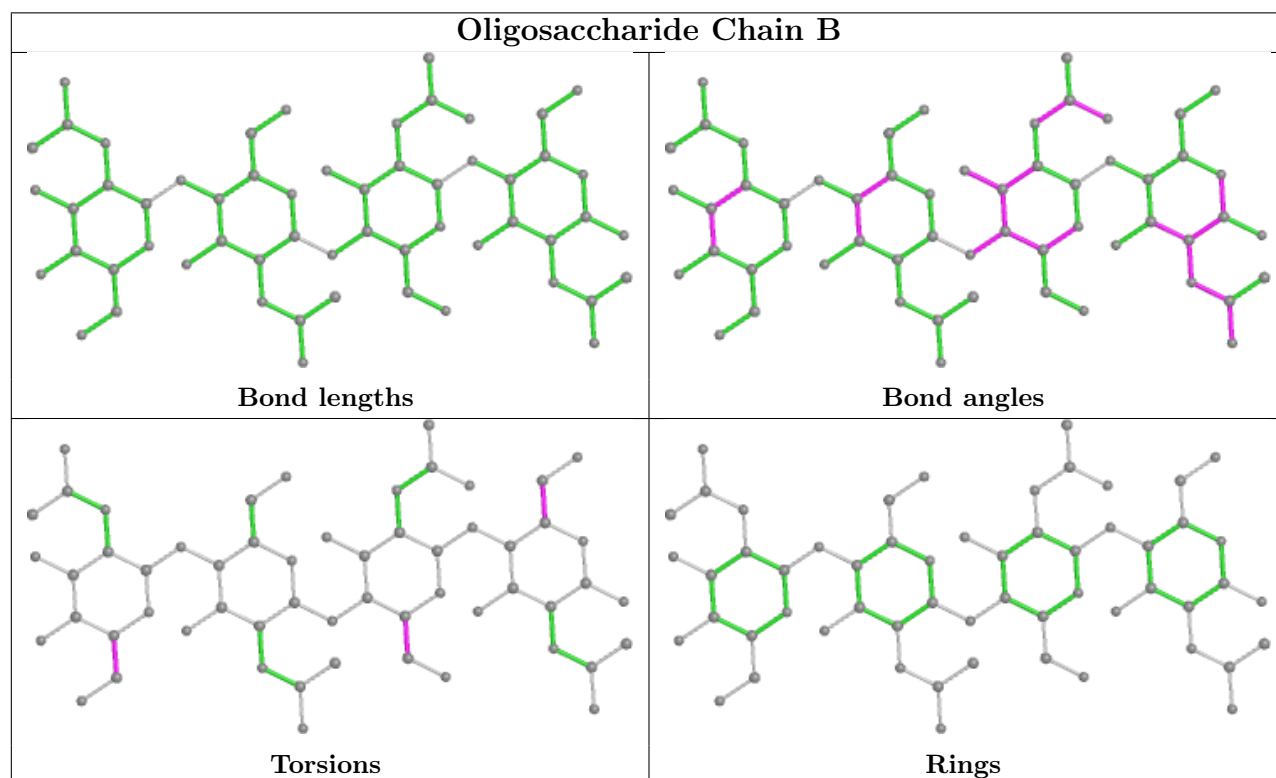 Oligosaccharide Chain B
Bond lengths
Bond angles
Torsions
Rings